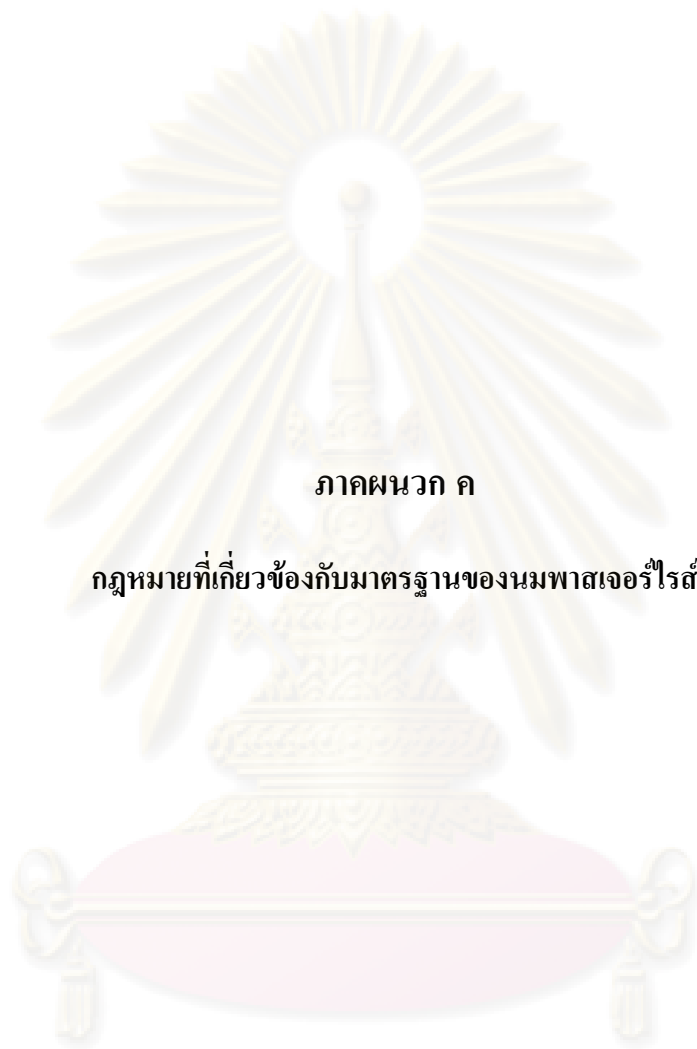 ภาคผนวก ค
กฎหมายที่เกี่ยวข้องกับมาตรฐานของนมพาสเจอร์ไรส์